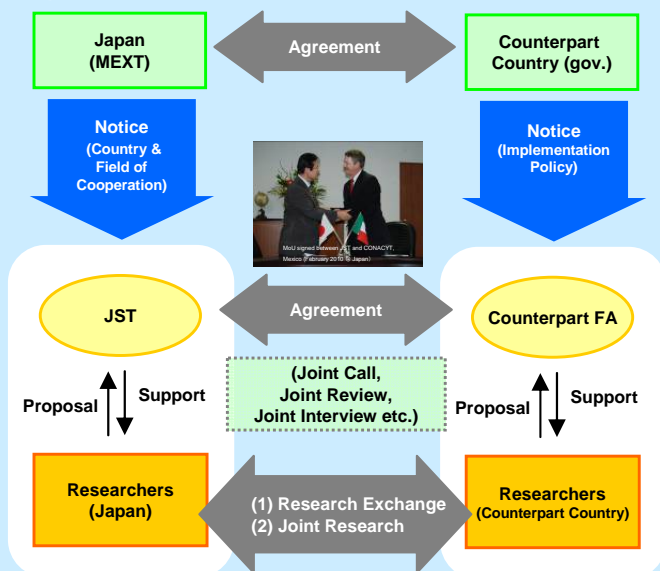 Japan
(MEXT)
Agreement
Counterpart
Country (gov.)
Notice
(Country &
Field of
Cooperation)
Notice
(Implementation
Policy)
MoU signed between JST and CONACYT,
Mexico (February 2010 in Japan)
JST
Agreement
Counterpart FA
(Joint Call,
Joint Review,
Joint Interview etc.)
Proposal
Support
Proposal
Support
Researchers
(Japan)
(1) Research Exchange
(2) Joint Research
Researchers
(Counterpart Country)